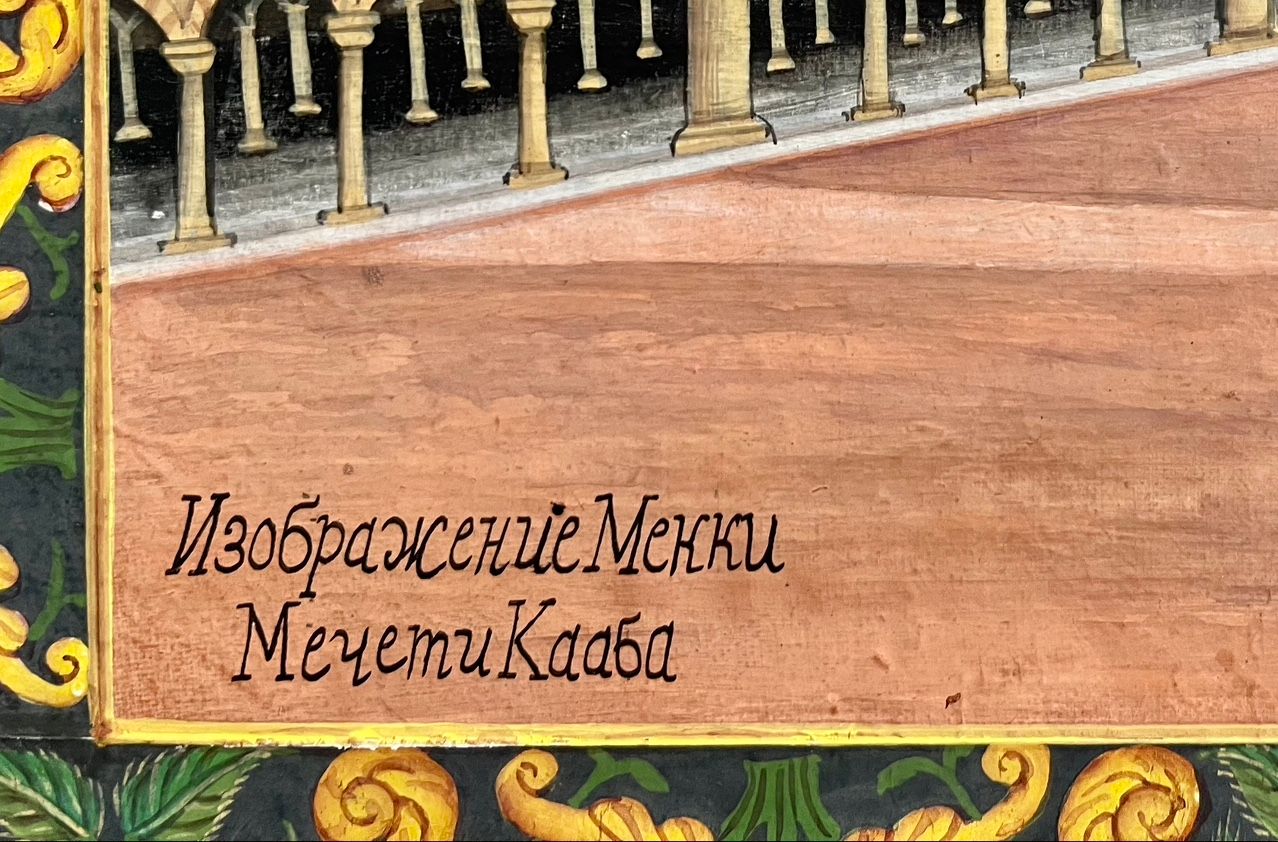 Изображение Мекки
Мечети Кааба